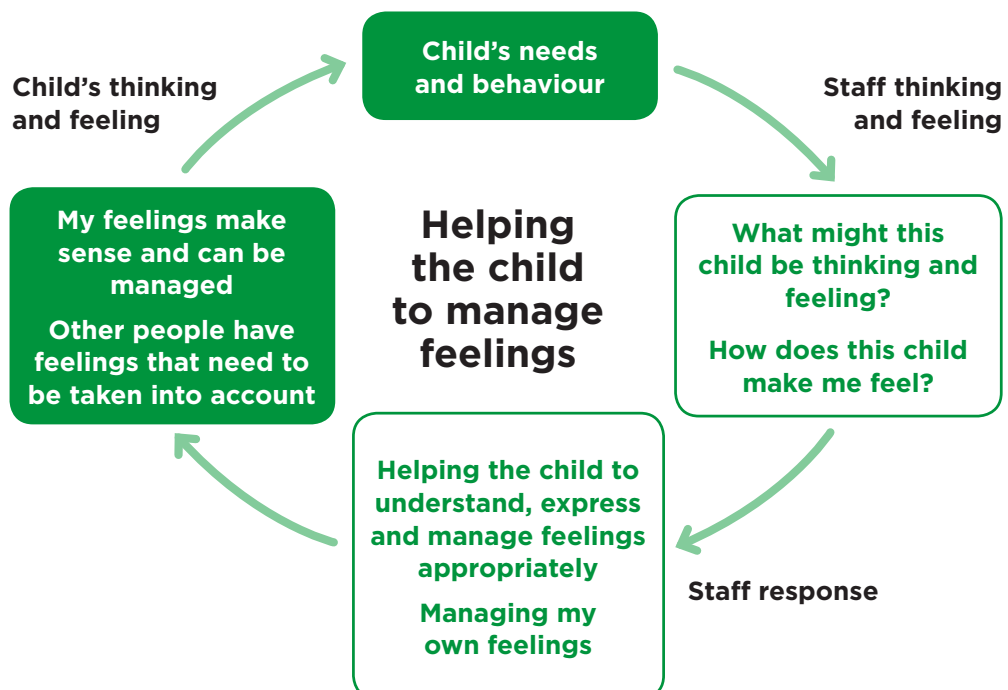 Child’s needs
and behaviour
Child’s thinking
and feeling
Staff thinking
and feeling
My feelings make
sense and can be
managed
Other people have
feelings that need to
be taken into account
Helping
the child
to manage
feelings
What might this
child be thinking and
feeling?
How does this child
make me feel?
Helping the child to
understand, express
and manage feelings
appropriately
Managing my
own feelings
Staff response